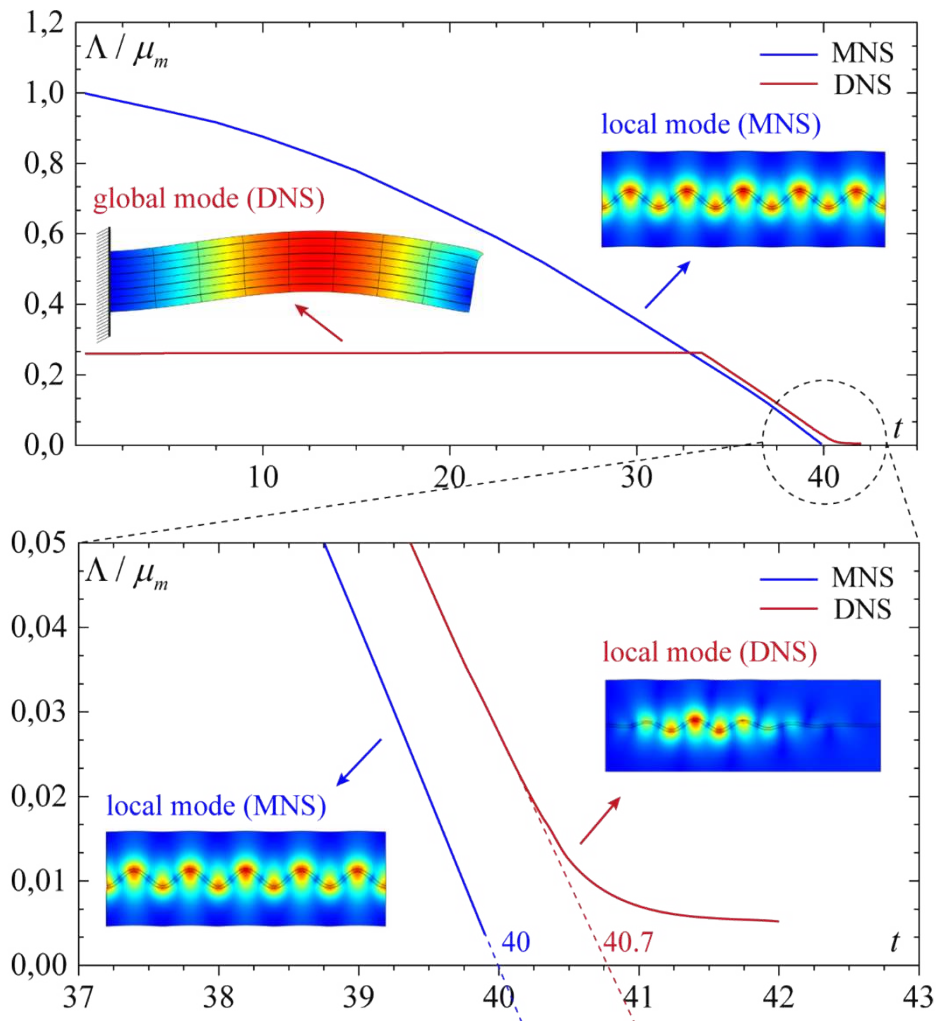 1,2
Λ / μm
MNS
DNS
1,0
local mode (MNS)
0,8
global mode (DNS)
0,6
0,4
0,2
t
0,0
10 20 30 40
0,05
Λ / μm
MNS
DNS
0,04
local mode (DNS)
0,03
0,02
local mode (MNS)
0,01
40 40.7 t
0,00
37 38 39 40 41 42 43